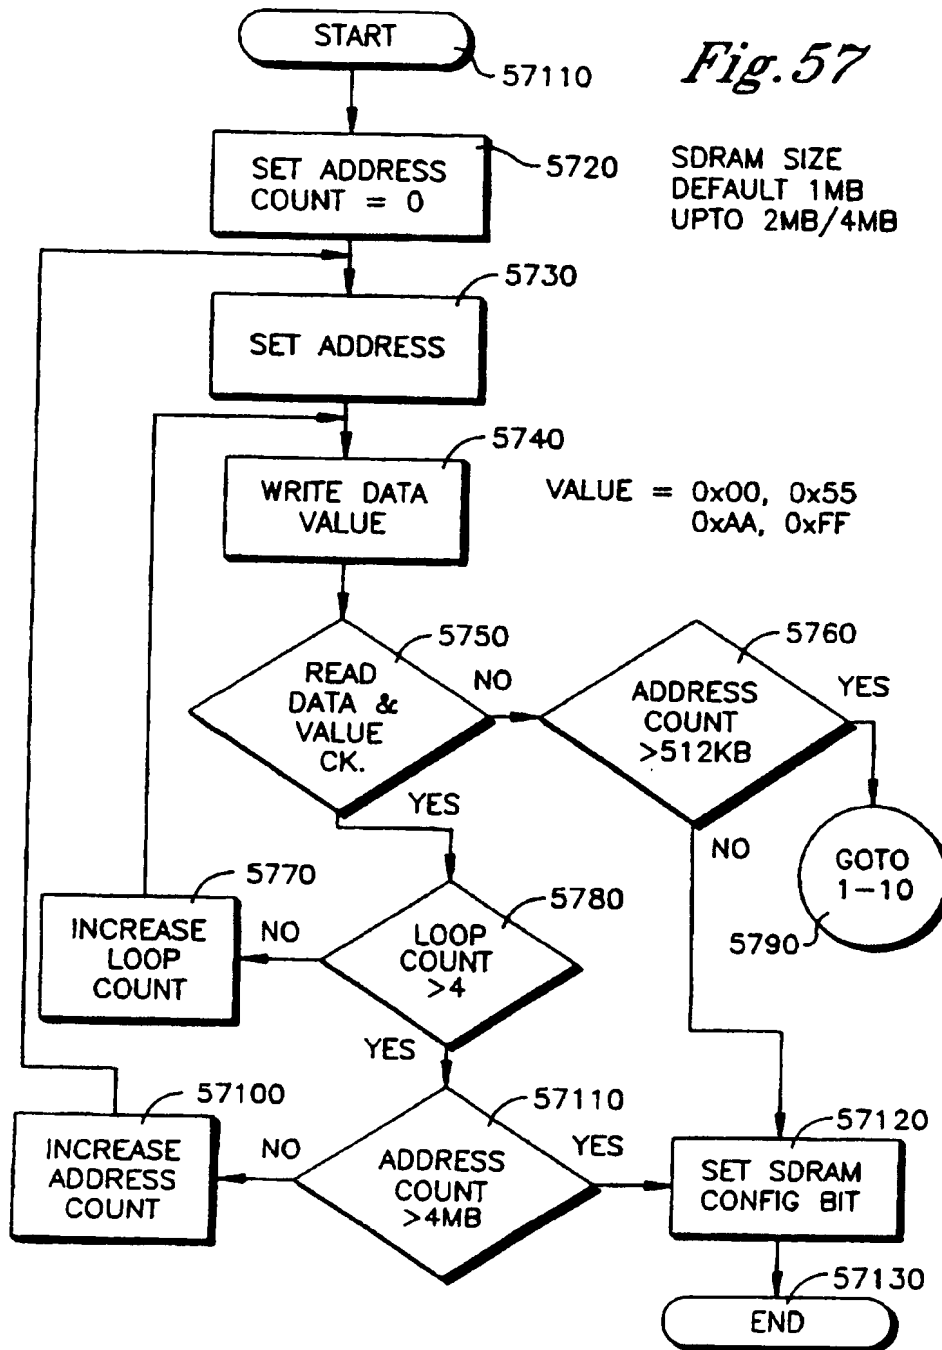 START
57110
Fig. 57
SET ADDRESS
COUNT = 0
5720
SDRAM SIZE
DEFAULT 1MB
UPTO 2MB/4MB
5730
SET ADDRESS
5740
WRITE DATA
VALUE
VALUE = 0x00, 0x55
0xAA, 0xFF
5750
READ
DATA &
VALUE
CK.
NO
5760
ADDRESS
COUNT
>512KB
YES
YES
NO
GOTO
1-10
5790
5770
INCREASE
LOOP
COUNT
NO
5780
LOOP
COUNT
>4
YES
57100
INCREASE
ADDRESS
COUNT
NO
57110
ADDRESS
COUNT
>4MB
YES
57120
SET SDRAM
CONFIG BIT
57130
END